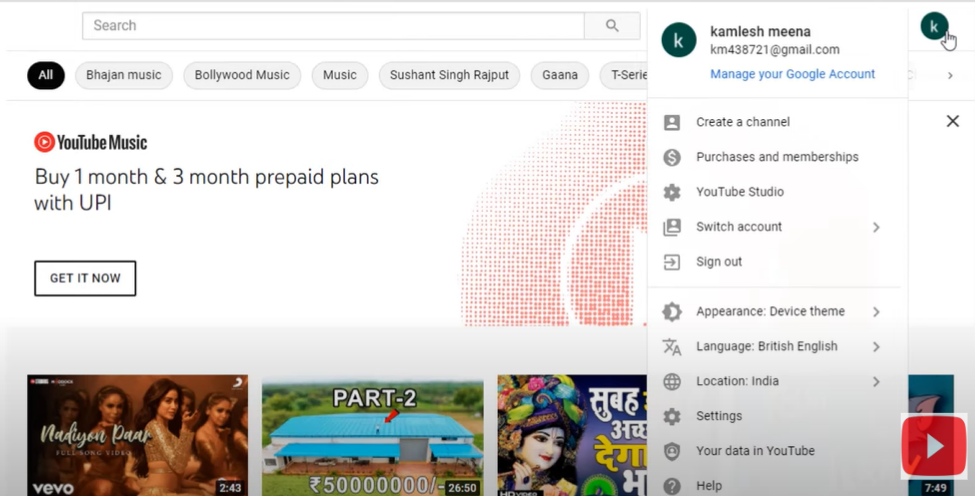 Search
All
Bhajan music
Bollywood Music
Music
Sushant Singh Rajput
Gaana
T-Serie
YouTube Music
Buy 1 month & 3 month prepaid plans
with UPI
GET IT NOW
k
kamlesh meena
km438721@gmail.com
Manage your Google Account
Create a channel
Purchases and memberships
YouTube Studio
Switch account
Sign out
Appearance: Device theme
Language: British English
Location: India
Settings
Your data in YouTube
Help
k
Nadiyon Paar
FULL SONG VIDEO
vevo
2:43
PART-2
₹50000000/-
26:50
सुबह
अच्
देगा
HD VIDEO
7:49